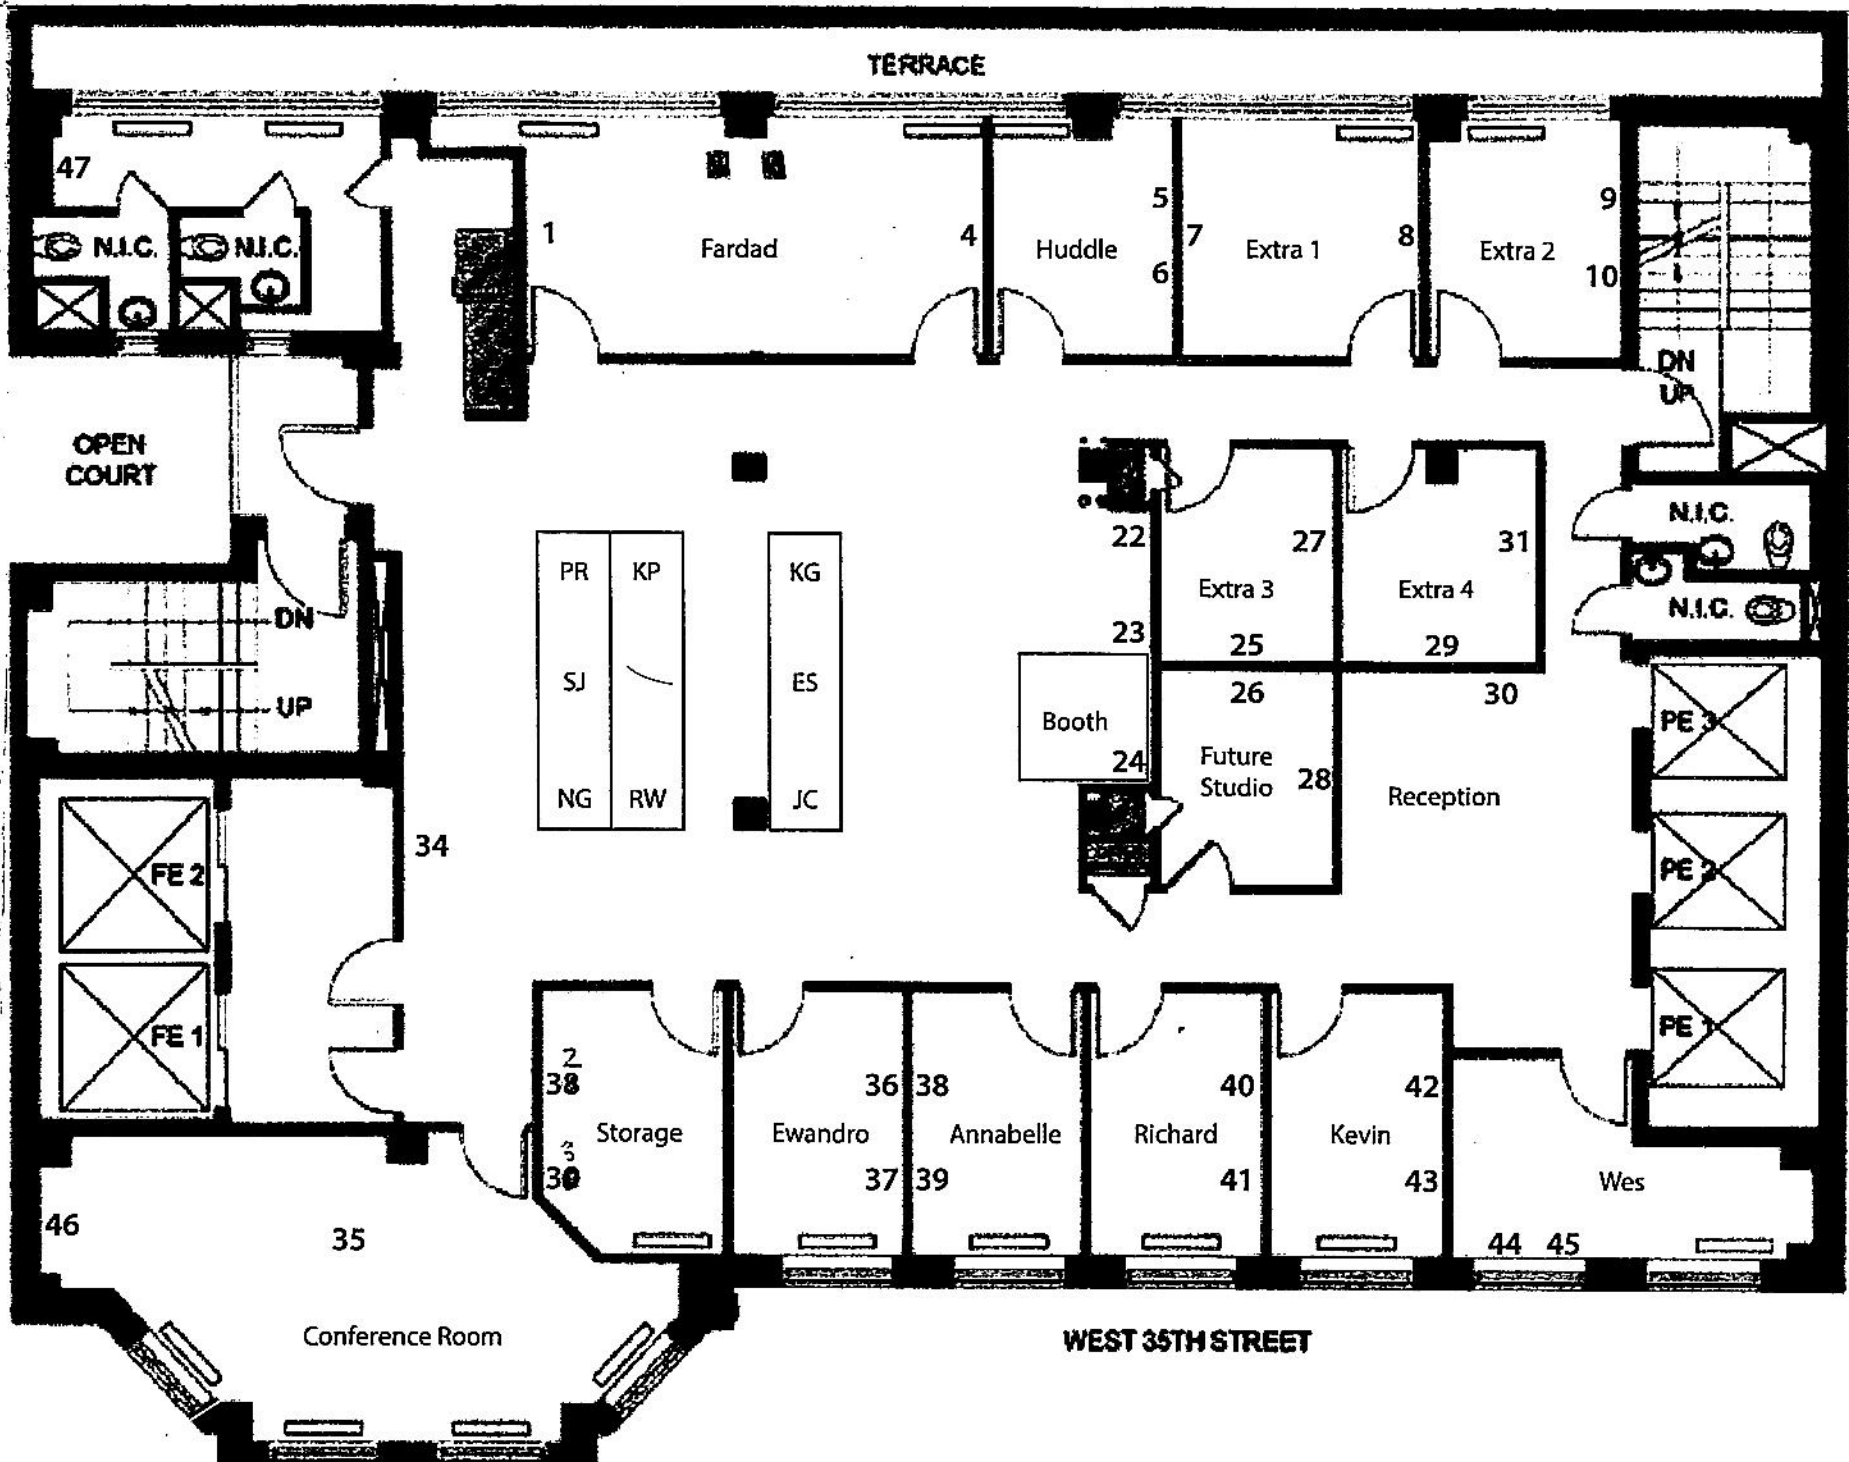 TERRACE
47
N.I.C.
N.I.C.
1
Fardad
4
Huddle
5
6
7
Extra 1
8
Extra 2
9
10
DN
UP
OPEN
COURT
PR
KP
KG
22
Extra 3
27
Extra 4
31
N.I.C.
N.I.C.
DN
UP
SJ
ES
23
25
29
26
30
Booth
24
Future
Studio
28
Reception
PE 3
NG
RW
JC
34
FE 2
PE 2
FE 1
PE 1
Storage
36
38
Ewandro
37
39
Annabelle
40
Richard
41
42
Kevin
43
Wes
44
45
46
35
Conference Room
WEST 35TH STREET